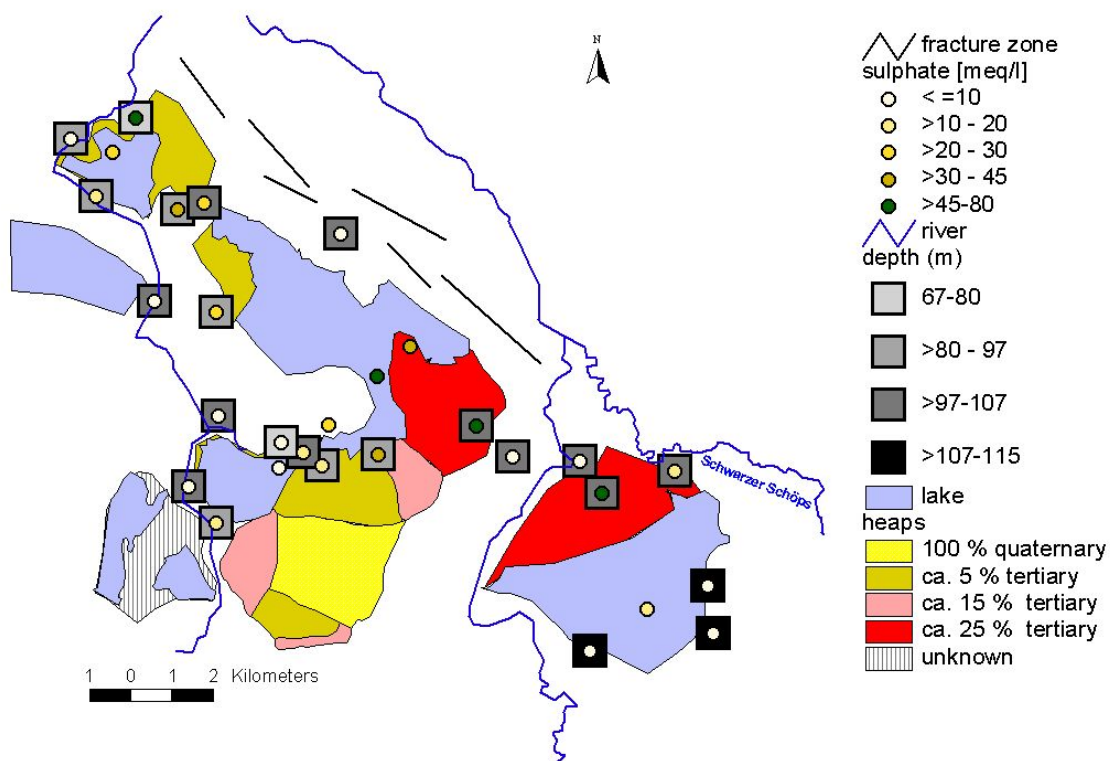 N
fracture zone
sulphate [meq/l]
< =10
>10 - 20
>20 - 30
>30 - 45
>45-80
river
depth (m)
67-80
>80 - 97
>97-107
>107-115
lake
heaps
100 % quaternary
ca. 5 % tertiary
ca. 15 % tertiary
ca. 25 % tertiary
unknown
Schwarzer Schöps
1 0 1 2 Kilometers